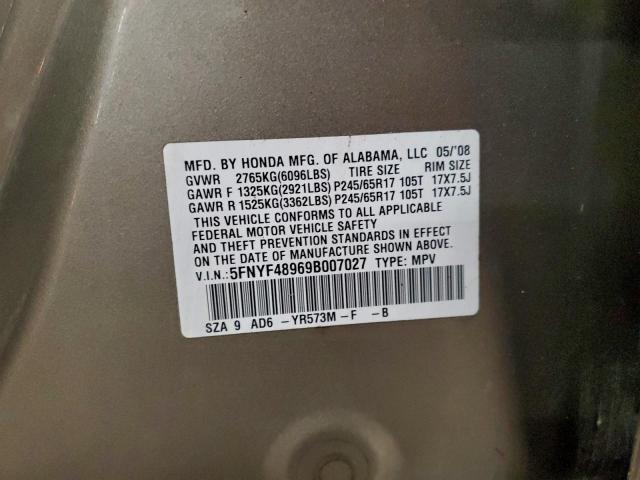 MFD. BY HONDA MFG. OF ALABAMA, LLC 05/'08
GVWR 2765KG(6096LBS) TIRE SIZE RIM SIZE
GAWR F 1325KG(2921LBS) P245/65R17 105T 17X7.5J
GAWR R 1525KG(3362LBS) P245/65R17 105T 17X7.5J
THIS VEHICLE CONFORMS TO ALL APPLICABLE
FEDERAL MOTOR VEHICLE SAFETY
AND THEFT PREVENTION STANDARDS IN EFFECT
ON THE DATE OF MANUFACTURE SHOWN ABOVE.
V.I.N.:5FNYF48969B007027 TYPE: MPV
SZA 9 AD6 -YR573M-F -B